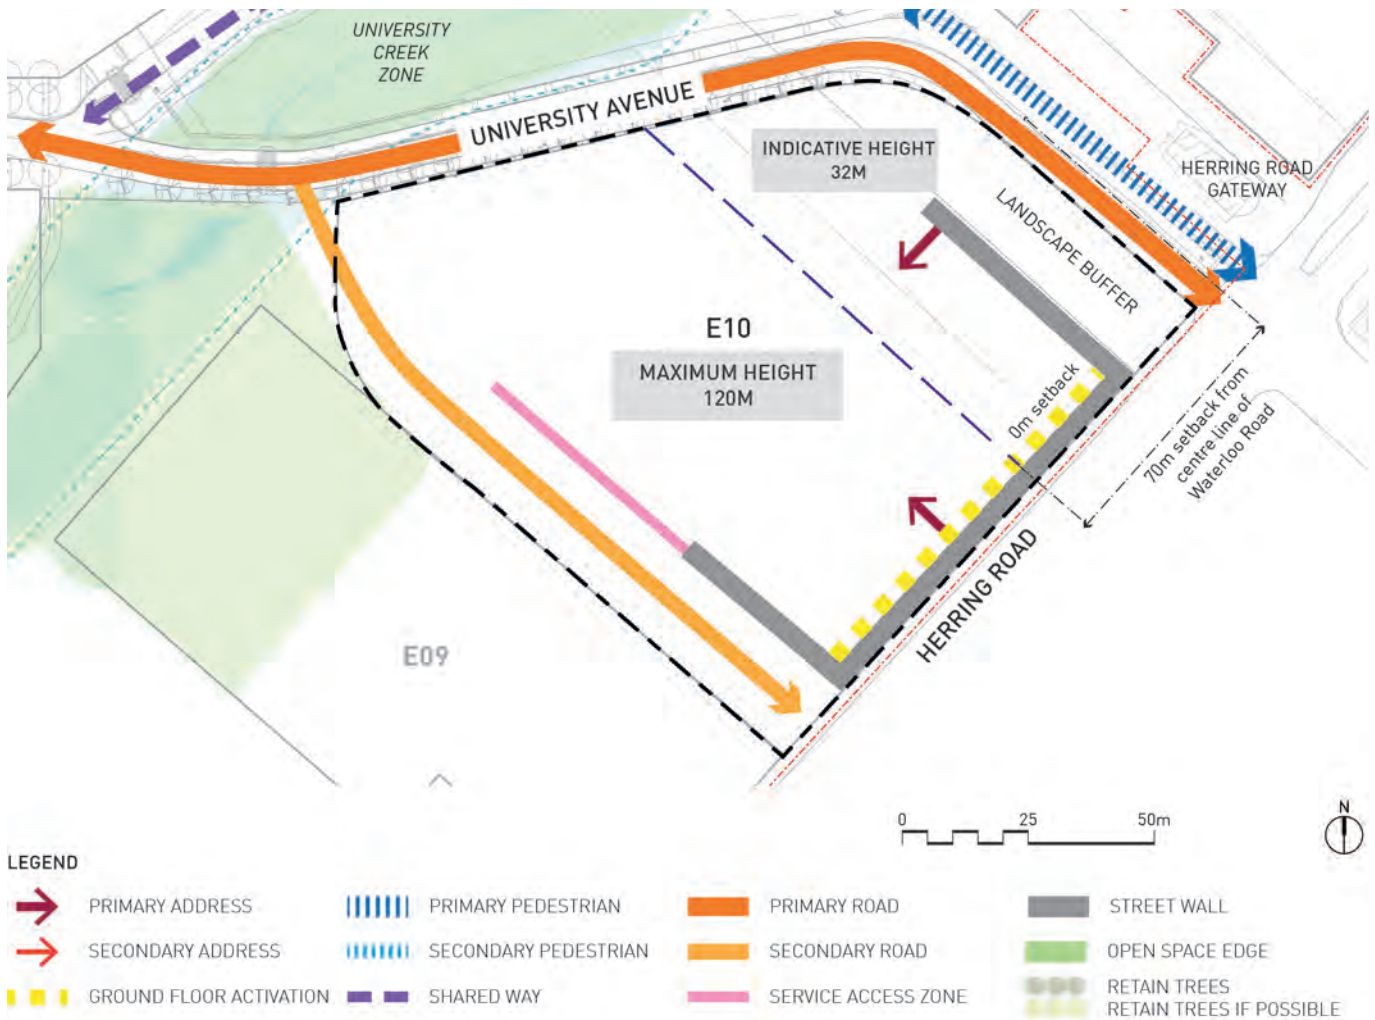 UNIVERSITY
CREEK
ZONE
UNIVERSITY AVENUE
INDICATIVE HEIGHT
32M
HERRING ROAD
GATEWAY
LANDSCAPE BUFFER
E10
MAXIMUM HEIGHT
120M
0m setback
70m setback from
centre line of
Waterloo Road
HERRING ROAD
E09
0 25 50m
N
LEGEND
PRIMARY ADDRESS
PRIMARY PEDESTRIAN
PRIMARY ROAD
STREET WALL
SECONDARY ADDRESS
SECONDARY PEDESTRIAN
SECONDARY ROAD
OPEN SPACE EDGE
GROUND FLOOR ACTIVATION
SHARED WAY
SERVICE ACCESS ZONE
RETAIN TREES
RETAIN TREES IF POSSIBLE